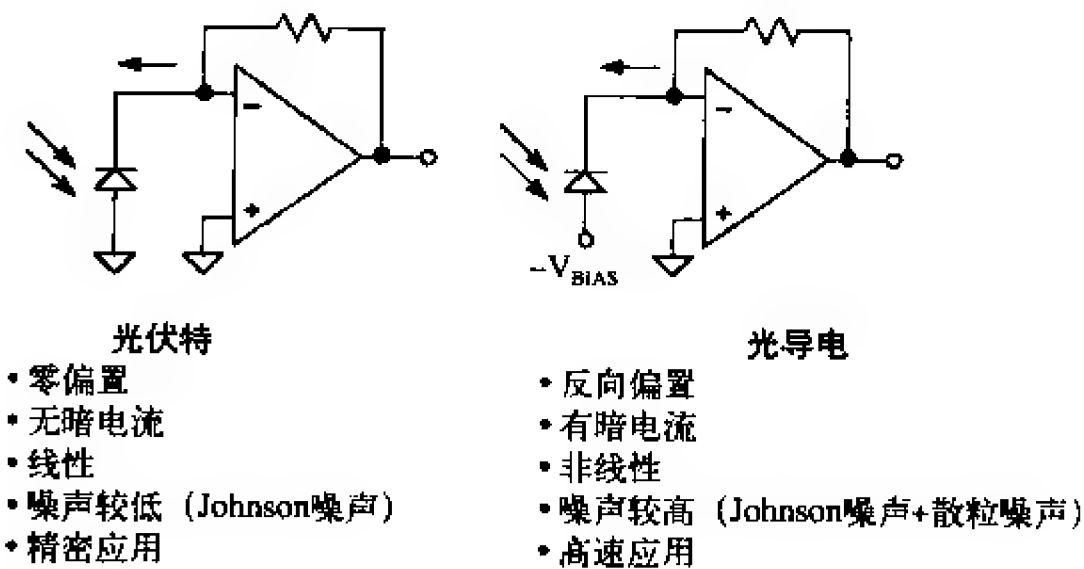 −
+
−
+
−V_BIAS
光伏特
• 零偏置
• 无暗电流
• 线性
• 噪声较低（Johnson噪声）
• 精密应用
光导电
• 反向偏置
• 有暗电流
• 非线性
• 噪声较高（Johnson噪声+散粒噪声）
• 高速应用